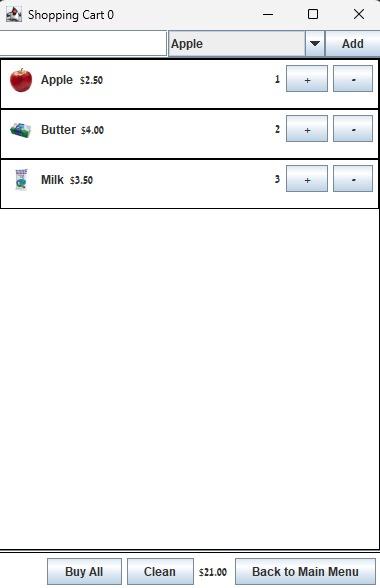 Shopping Cart 0
Apple Add
Apple $2.50 1 + -
Butter $4.00 2 + -
Milk $3.50 3 + -
Buy All Clean $21.00 Back to Main Menu